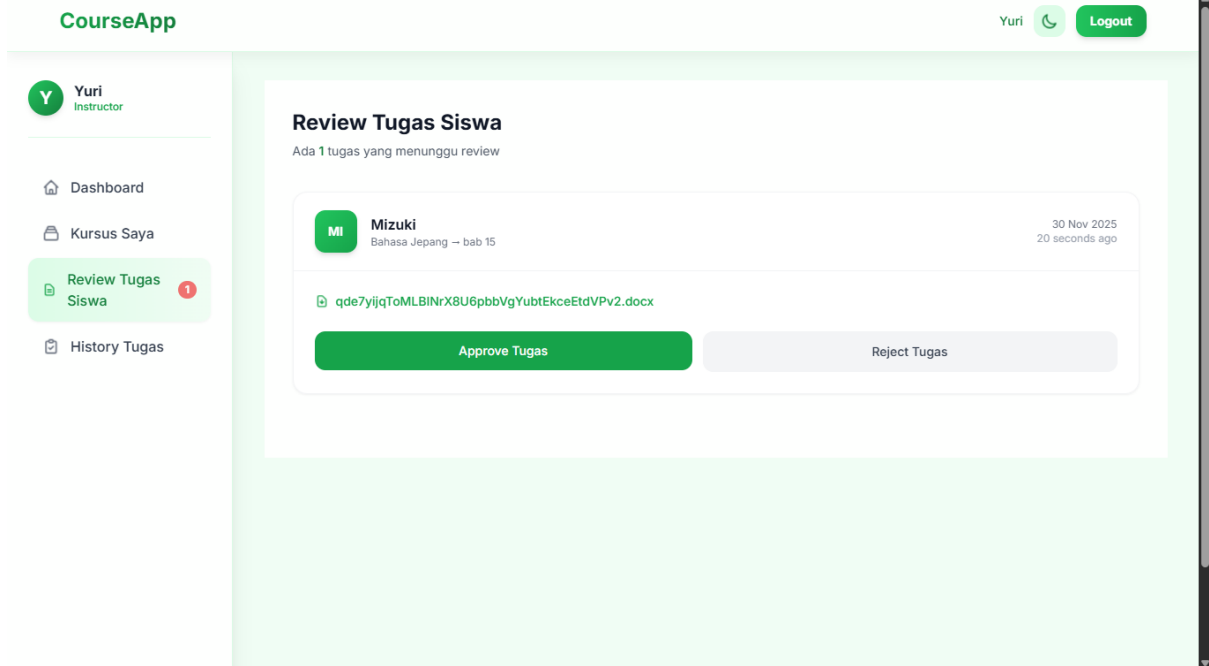 CourseApp
Yuri
Logout
Y
Yuri
Instructor
Dashboard
Kursus Saya
Review Tugas
Siswa
1
History Tugas
Review Tugas Siswa
Ada 1 tugas yang menunggu review
MI
Mizuki
Bahasa Jepang → bab 15
30 Nov 2025
20 seconds ago
qde7yijqToMLBlNrX8U6pbbVgYubtEkceEtdVPv2.docx
Approve Tugas
Reject Tugas